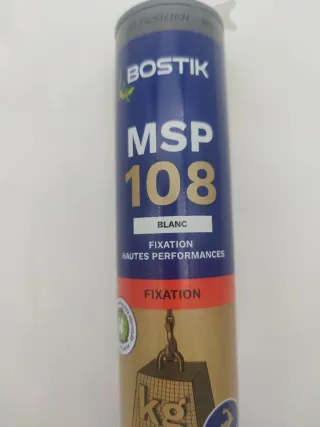 BOSTIK
MSP
108
BLANC
FIXATION
HAUTES PERFORMANCES
FIXATION
kg